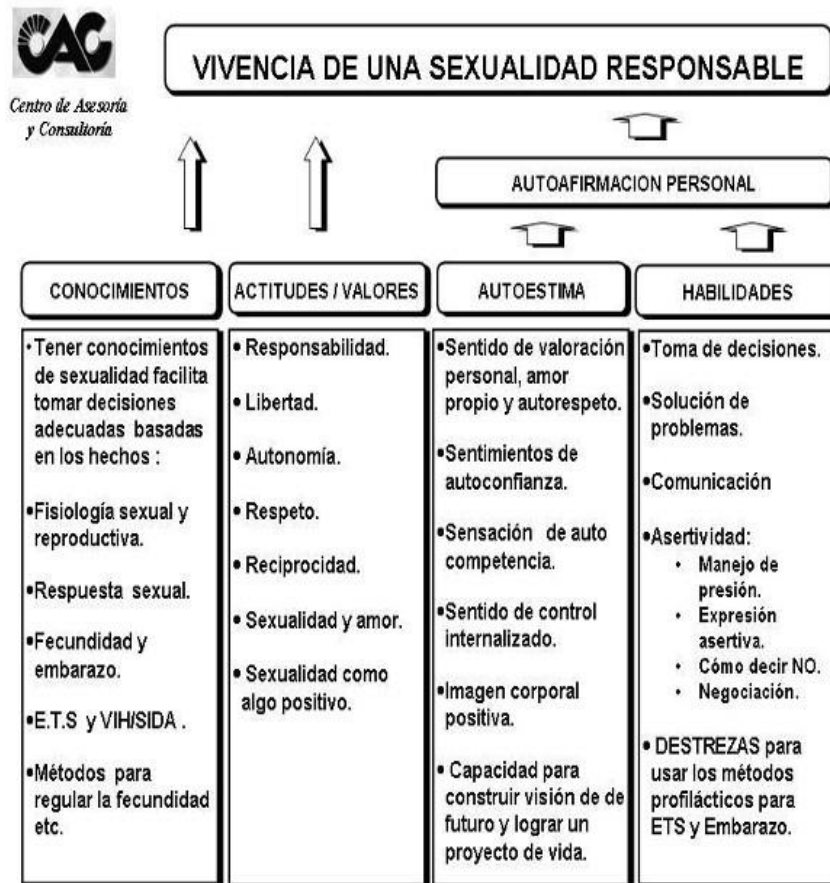 CAC
Centro de Asesoría
y Consultoría
VIVENCIA DE UNA SEXUALIDAD RESPONSABLE
AUTOAFIRMACION PERSONAL
CONOCIMIENTOS
• Tener conocimientos
de sexualidad facilita
tomar decisiones
adecuadas basadas
en los hechos :
•Fisiología sexual y
reproductiva.
•Respuesta sexual.
•Fecundidad y
embarazo.
•E.T.S y VIH/SIDA .
•Métodos para
regular la fecundidad
etc.
ACTITUDES / VALORES
• Responsabilidad.
• Libertad.
• Autonomía.
• Respeto.
• Reciprocidad.
• Sexualidad y amor.
• Sexualidad como
algo positivo.
AUTOESTIMA
•Sentido de valoración
personal, amor
propio y autorespeto.
•Sentimientos de
autoconfianza.
•Sensación de auto
competencia.
•Sentido de control
internalizado.
•Imagen corporal
positiva.
• Capacidad para
construir visión de de
futuro y lograr un
proyecto de vida.
HABILIDADES
•Toma de decisiones.
•Solución de
problemas.
•Comunicación
•Asertividad:
• Manejo de
presión.
• Expresión
asertiva.
• Cómo decir NO.
• Negociación.
• DESTREZAS para
usar los métodos
profilácticos para
ETS y Embarazo.